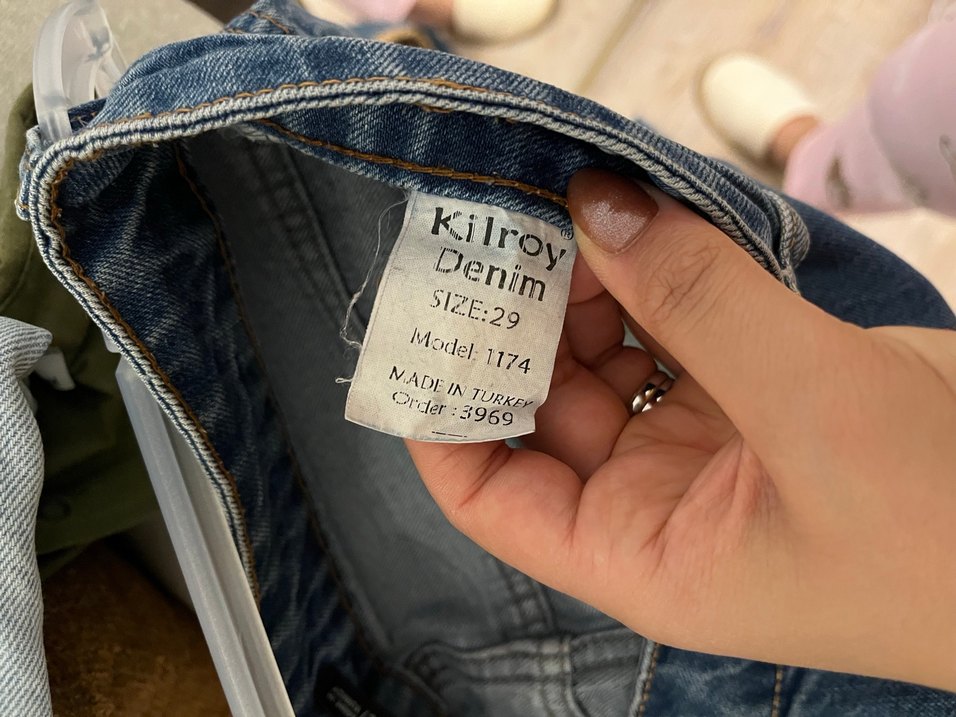 Kilroy®
Denim
SIZE:29
Model: 1174
MADE IN TURKEY
Order :3969